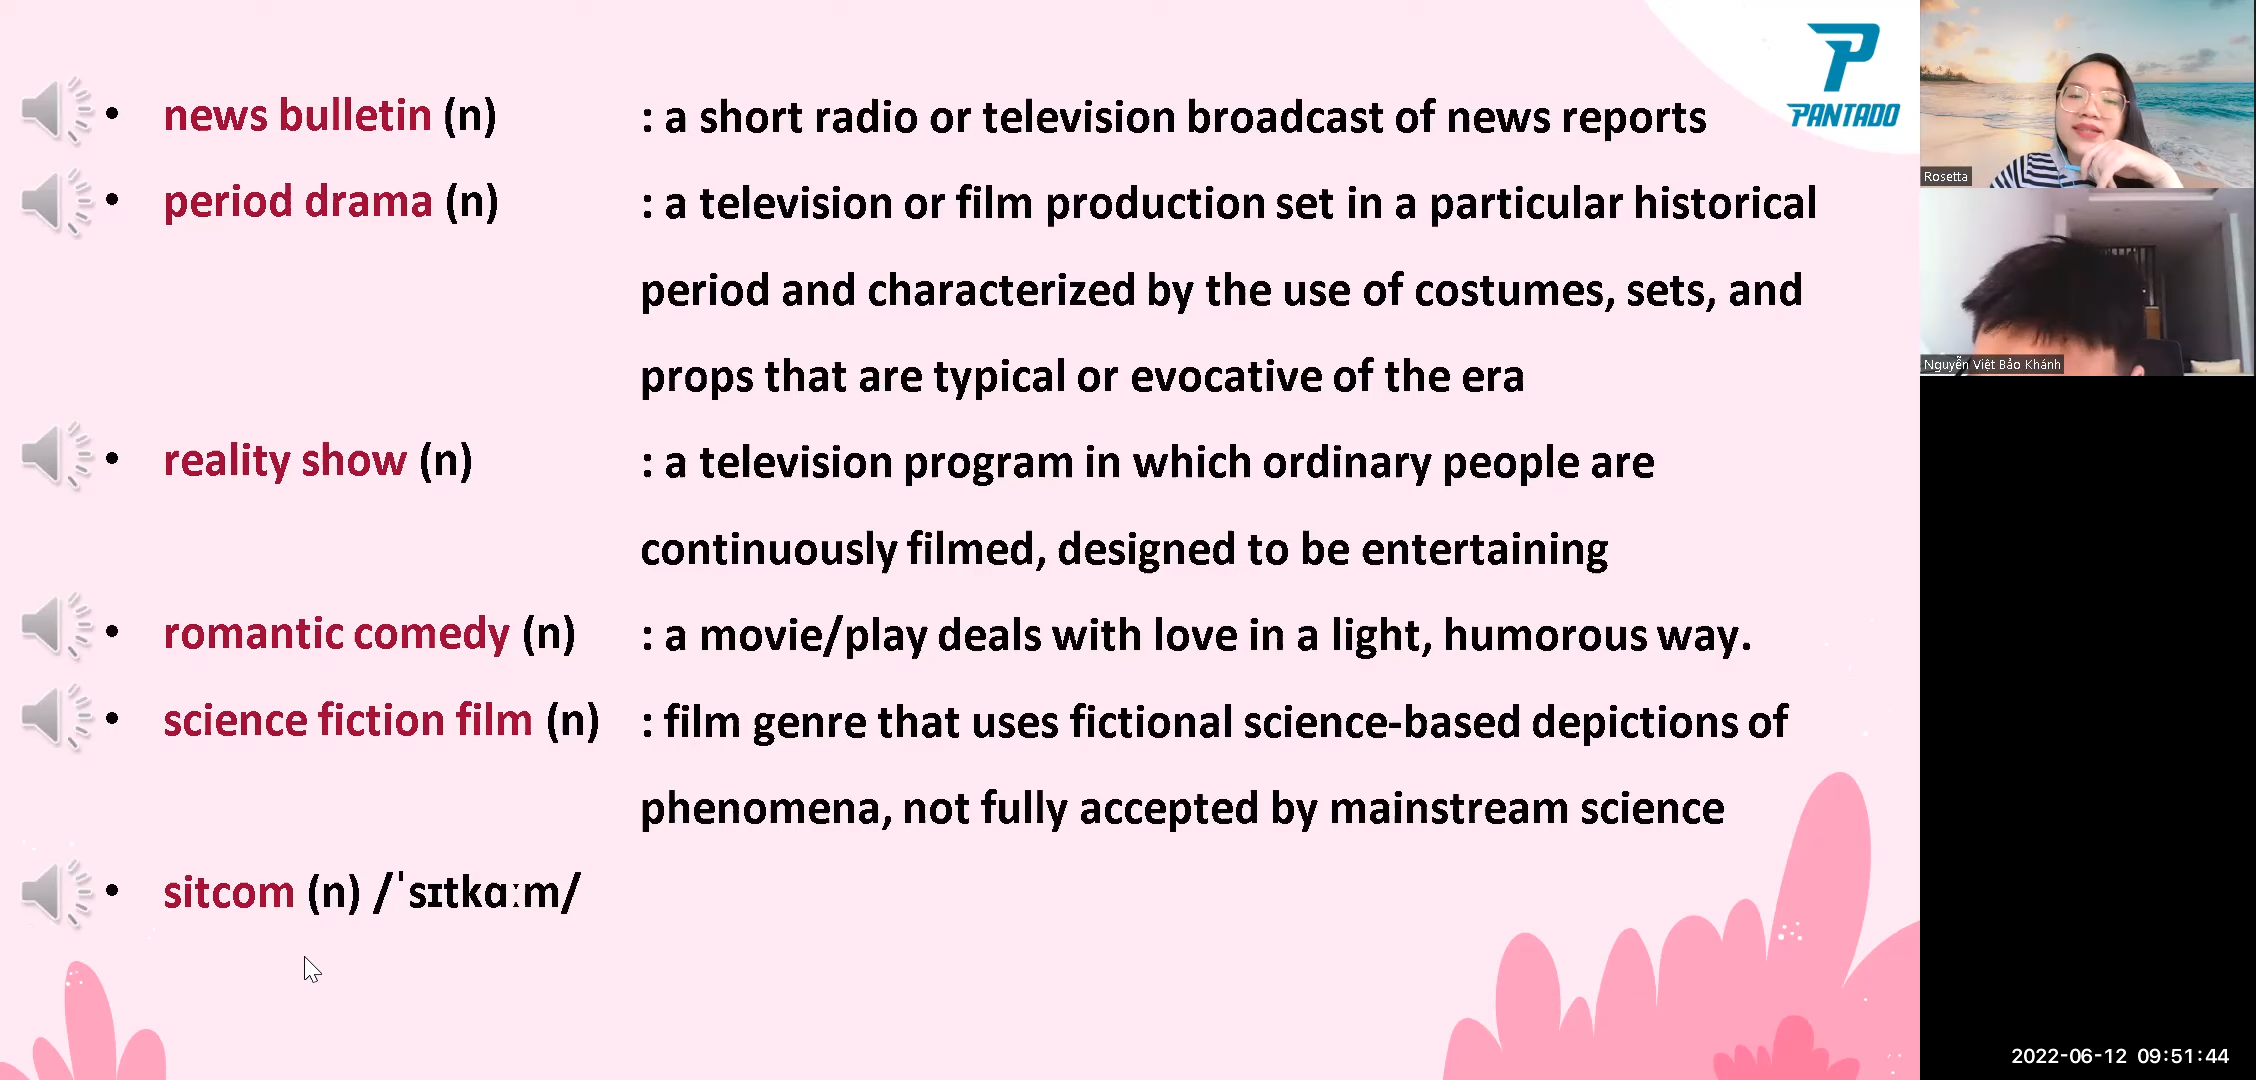 • news bulletin (n) : a short radio or television broadcast of news reports
• period drama (n) : a television or film production set in a particular historical
period and characterized by the use of costumes, sets, and
props that are typical or evocative of the era
• reality show (n) : a television program in which ordinary people are
continuously filmed, designed to be entertaining
• romantic comedy (n) : a movie/play deals with love in a light, humorous way.
• science fiction film (n) : film genre that uses fictional science-based depictions of
phenomena, not fully accepted by mainstream science
• sitcom (n) /ˈsɪtkɑːm/
PANTADO
Rosetta
Nguyễn Việt Bảo Khánh
2022-06-12 09:51:44